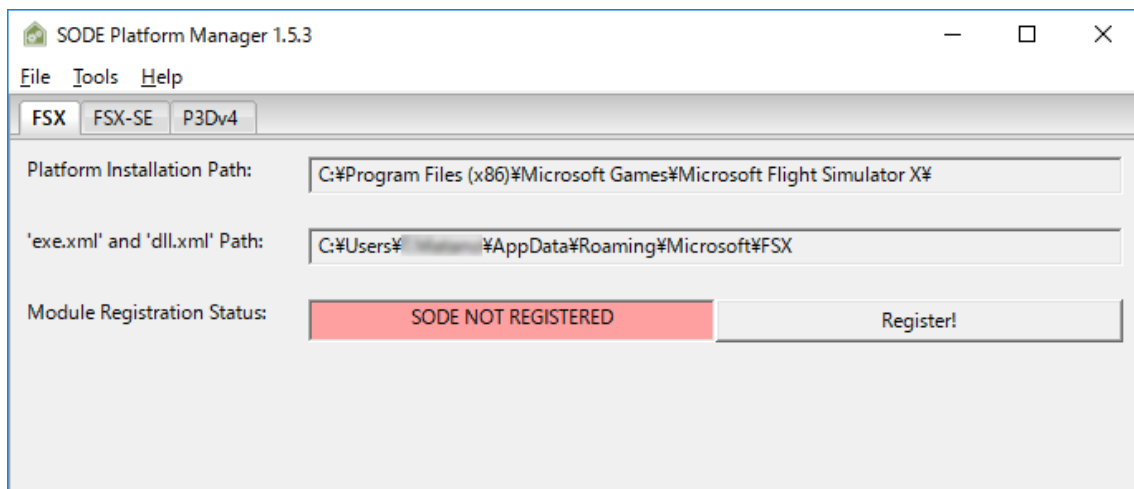 SODE Platform Manager 1.5.3
File Tools Help
FSX FSX-SE P3Dv4
Platform Installation Path: C:¥Program Files (x86)¥Microsoft Games¥Microsoft Flight Simulator X¥
'exe.xml' and 'dll.xml' Path: C:¥Users¥ ¥AppData¥Roaming¥Microsoft¥FSX
Module Registration Status: SODE NOT REGISTERED Register!